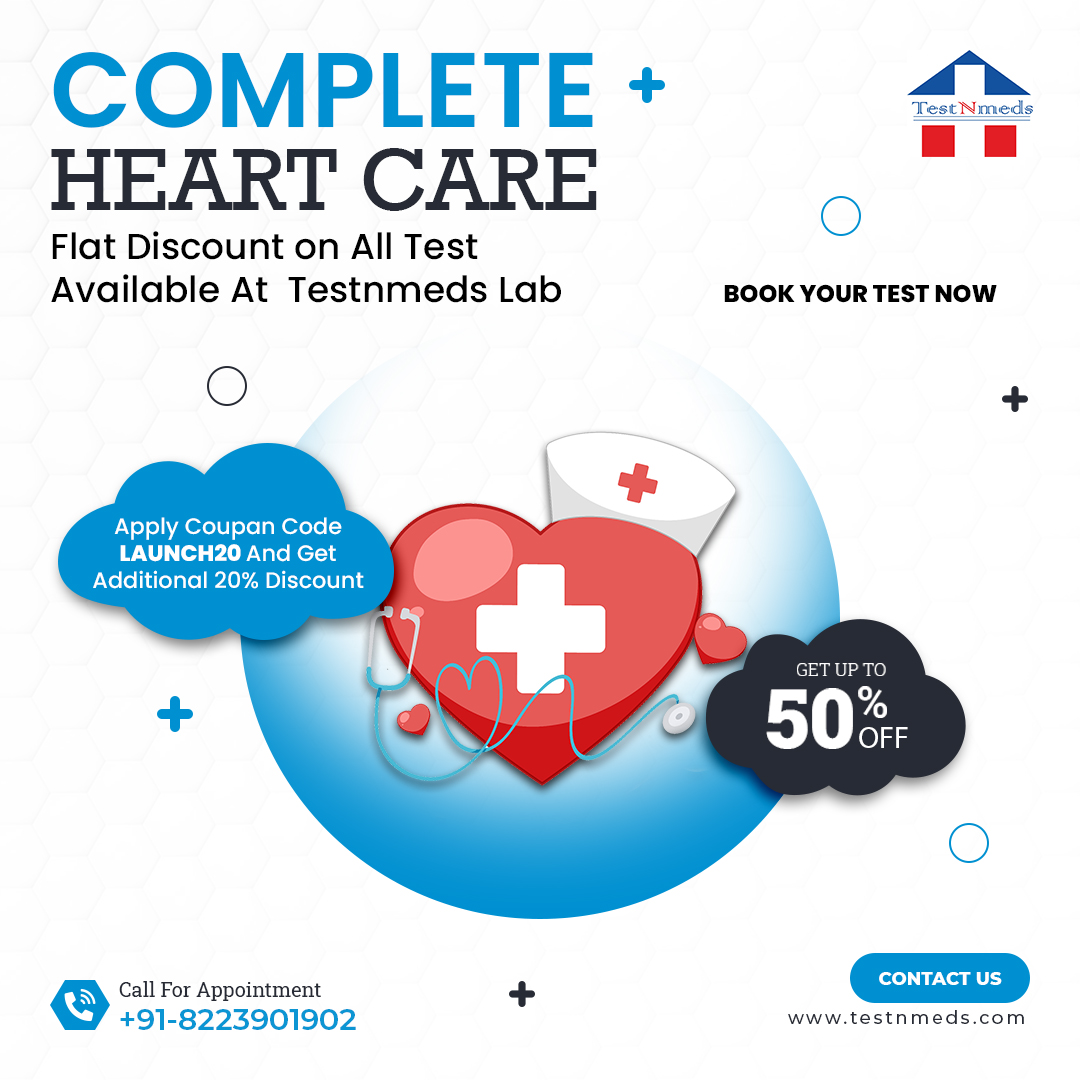 COMPLETE
HEART CARE
Flat Discount on All Test
Available At Testnmeds Lab
TestNmeds
BOOK YOUR TEST NOW
Apply Coupan Code
LAUNCH20 And Get
Additional 20% Discount
GET UP TO
50%
OFF
Call For Appointment
+91-8223901902
CONTACT US
www.testnmeds.com